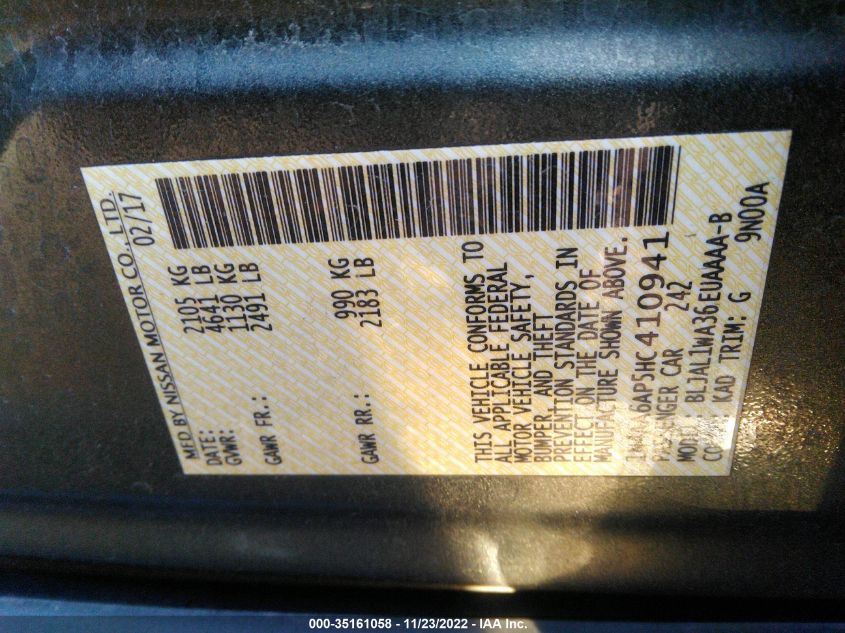 MFD BY NISSAN MOTOR CO., LTD.
DATE: 02/17
GVWR: 2105 KG
4641 LB
GAWR FR.: 1130 KG
2491 LB
GAWR RR.: 990 KG
2183 LB
THIS VEHICLE CONFORMS TO
ALL APPLICABLE FEDERAL
MOTOR VEHICLE SAFETY,
BUMPER, AND THEFT
PREVENTION STANDARDS IN
EFFECT ON THE DATE OF
MANUFACTURE SHOWN ABOVE.
PASSENGER CAR 242
MODEL: BLJAL1WA36EUAAAA-B
KAD TRIM: G 9N00A
000-35161058 - 11/23/2022 - IAA Inc.